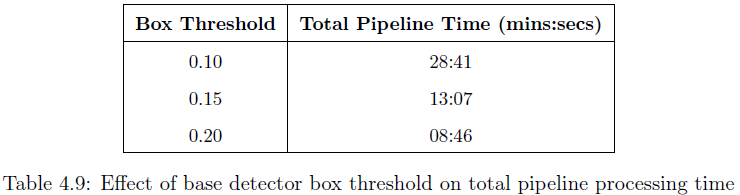 Box Threshold Total Pipeline Time (mins:secs)
0.10 28:41
0.15 13:07
0.20 08:46
Table 4.9: Effect of base detector box threshold on total pipeline processing time